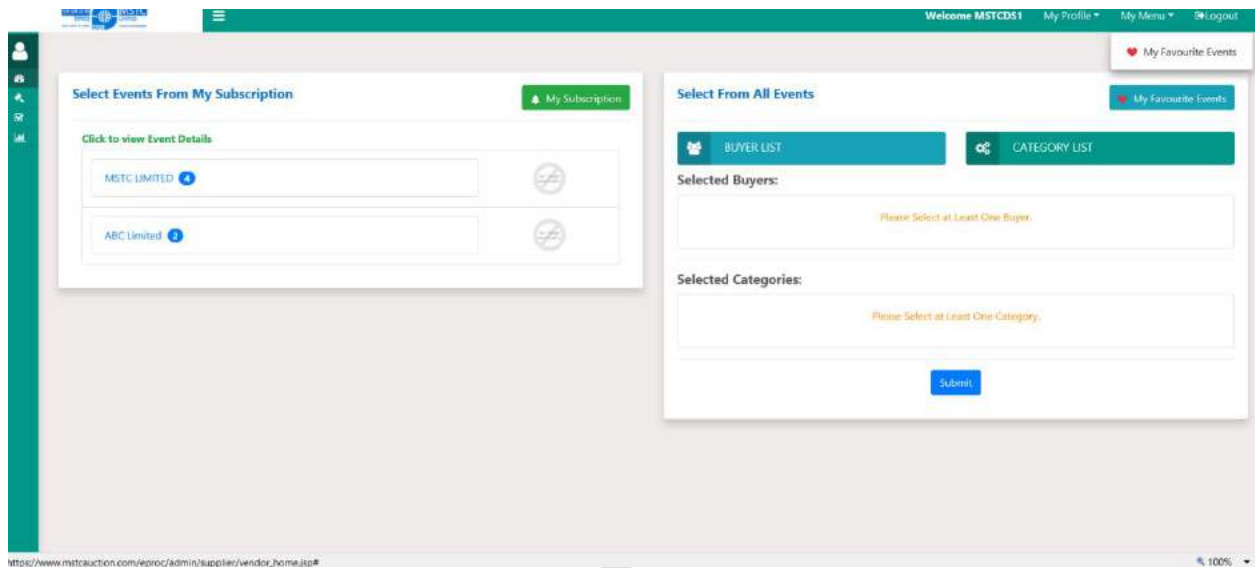 MSTC
Welcome MSTCDS1 My Profile My Menu Logout
My Favourite Events
Select Events From My Subscription
My Subscription
Click to view Event Details
MSTC LIMITED 4
ABC Limited 2
Select From All Events
My Favourite Events
BUYER LIST
CATEGORY LIST
Selected Buyers:
Please Select at Least One Buyer.
Selected Categories:
Please Select at Least One Category.
Submit
https://www.mstcauction.com/eproc/admin/supplier/vendor_home.jsp#
100%